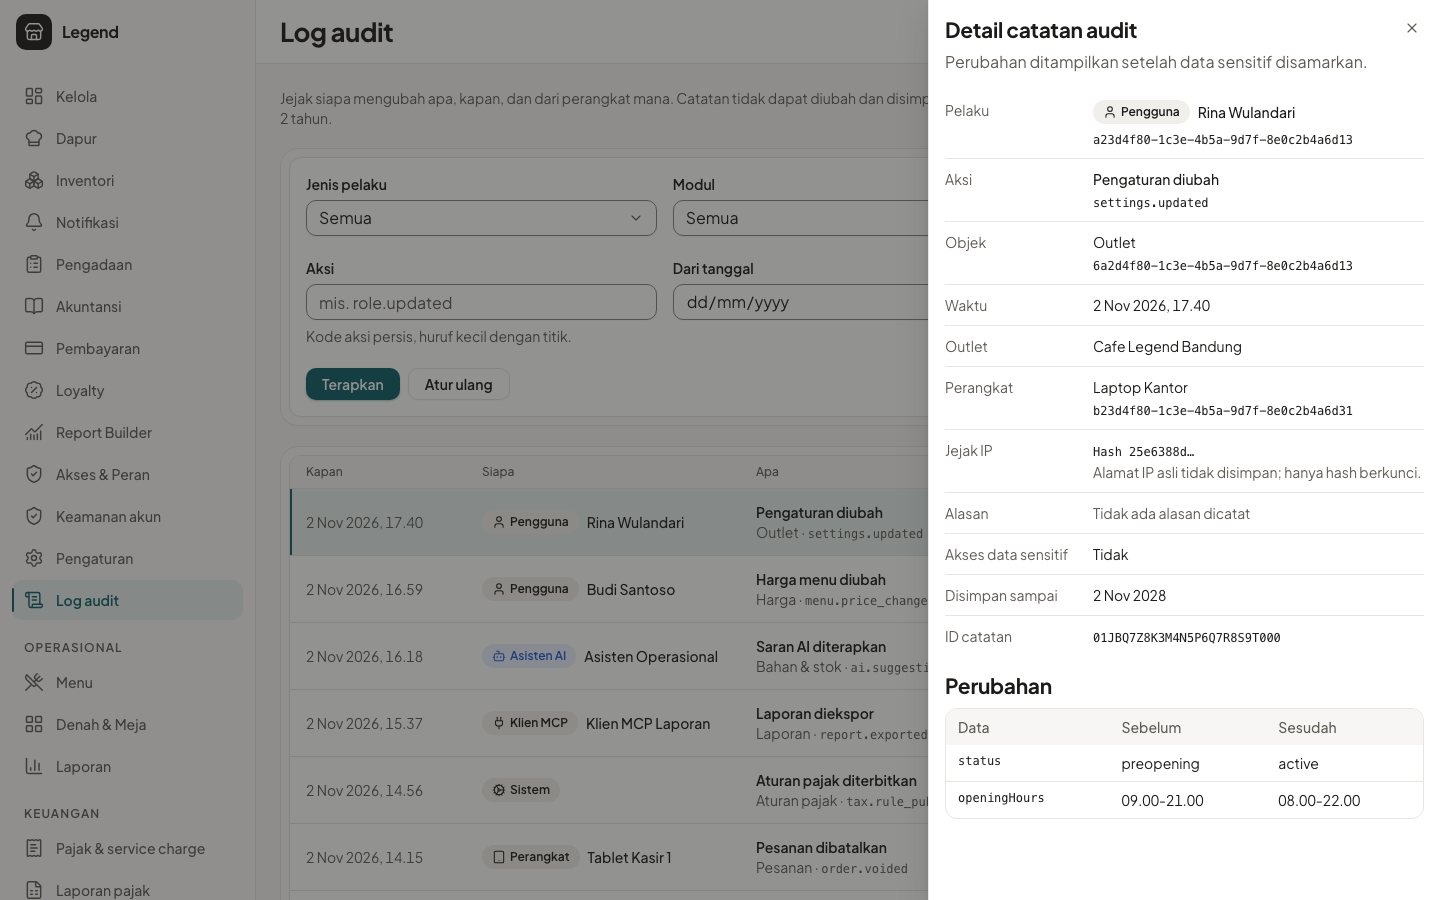 Legend
Kelola
Dapur
Inventori
Notifikasi
Pengadaan
Akuntansi
Pembayaran
Loyalty
Report Builder
Akses & Peran
Keamanan akun
Pengaturan
Log audit
OPERASIONAL
Menu
Denah & Meja
Laporan
KEUANGAN
Pajak & service charge
Laporan pajak
Log audit
Jejak siapa mengubah apa, kapan, dan dari perangkat mana. Catatan tidak dapat diubah dan disimp
2 tahun.
Jenis pelaku
Semua
Modul
Semua
Aksi
mis. role.updated
Kode aksi persis, huruf kecil dengan titik.
Dari tanggal
dd/mm/yyyy
Terapkan
Atur ulang
Kapan Siapa Apa
2 Nov 2026, 17.40 Pengguna Rina Wulandari Pengaturan diubah
Outlet · settings.updated
2 Nov 2026, 16.59 Pengguna Budi Santoso Harga menu diubah
Harga · menu.price_change
2 Nov 2026, 16.18 Asisten AI Asisten Operasional Saran AI diterapkan
Bahan & stok · ai.suggesti
2 Nov 2026, 15.37 Klien MCP Klien MCP Laporan Laporan diekspor
Laporan · report.exported
2 Nov 2026, 14.56 Sistem Aturan pajak diterbitkan
Aturan pajak · tax.rule_pu
2 Nov 2026, 14.15 Perangkat Tablet Kasir 1 Pesanan dibatalkan
Pesanan · order.voided
Detail catatan audit
Perubahan ditampilkan setelah data sensitif disamarkan.
Pelaku Pengguna Rina Wulandari
a23d4f80-1c3e-4b5a-9d7f-8e0c2b4a6d13
Aksi Pengaturan diubah
settings.updated
Objek Outlet
6a2d4f80-1c3e-4b5a-9d7f-8e0c2b4a6d13
Waktu 2 Nov 2026, 17.40
Outlet Cafe Legend Bandung
Perangkat Laptop Kantor
b23d4f80-1c3e-4b5a-9d7f-8e0c2b4a6d31
Jejak IP Hash 25e6388d…
Alamat IP asli tidak disimpan; hanya hash berkunci.
Alasan Tidak ada alasan dicatat
Akses data sensitif Tidak
Disimpan sampai 2 Nov 2028
ID catatan 01JBQ7Z8K3M4N5P6Q7R8S9T000
Perubahan
Data Sebelum Sesudah
status preopening active
openingHours 09.00-21.00 08.00-22.00